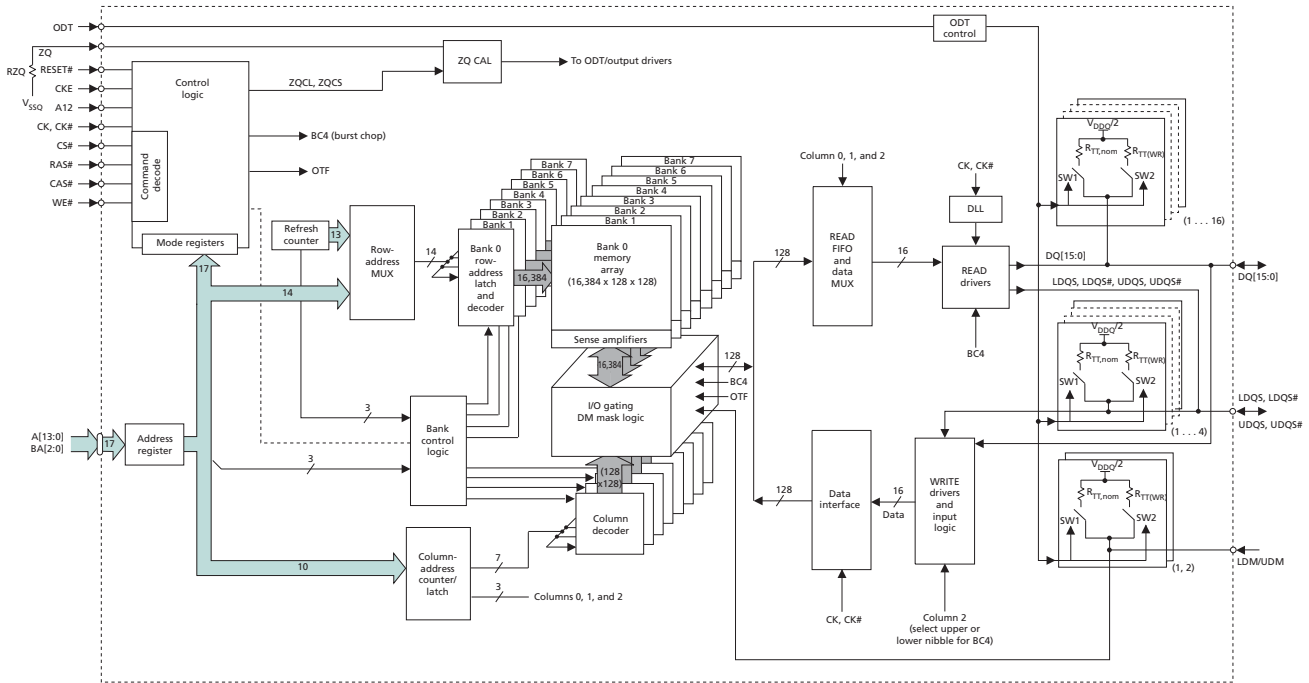 ODT
ZQ
RZQ
RESET#
CKE
VSSQ
A12
CK, CK#
CS#
RAS#
CAS#
WE#
Control
logic
Command
decode
Mode registers
ZQCL, ZQCS
BC4 (burst chop)
OTF
ZQ CAL
To ODT/output drivers
ODT
control
Refresh
counter
13
Row-
address
MUX
14
17
14
Bank 7
Bank 6
Bank 5
Bank 4
Bank 3
Bank 2
Bank 1
Bank 0
row-
address
latch
and
decoder
16,384
Bank 7
Bank 6
Bank 5
Bank 4
Bank 3
Bank 2
Bank 1
Bank 0
memory
array
(16,384 x 128 x 128)
Sense amplifiers
16,384
I/O gating
DM mask logic
128
BC4
OTF
(128
x128)
Column
decoder
A[13:0]
BA[2:0]
17
Address
register
3
3
Bank
control
logic
10
Column-
address
counter/
latch
7
3
Columns 0, 1, and 2
Column 0, 1, and 2
128
READ
FIFO
and
data
MUX
16
CK, CK#
DLL
READ
drivers
BC4
DQ[15:0]
LDQS, LDQS#, UDQS, UDQS#
128
Data
interface
CK, CK#
16
Data
WRITE
drivers
and
input
logic
Column 2
(select upper or
lower nibble for BC4)
VDDQ/2
RTT,nom
RTT(WR)
SW1
SW2
(1 . . . 16)
DQ[15:0]
VDDQ/2
RTT,nom
RTT(WR)
SW1
SW2
(1 . . . 4)
LDQS, LDQS#
UDQS, UDQS#
VDDQ/2
RTT,nom
RTT(WR)
SW1
SW2
(1, 2)
LDM/UDM